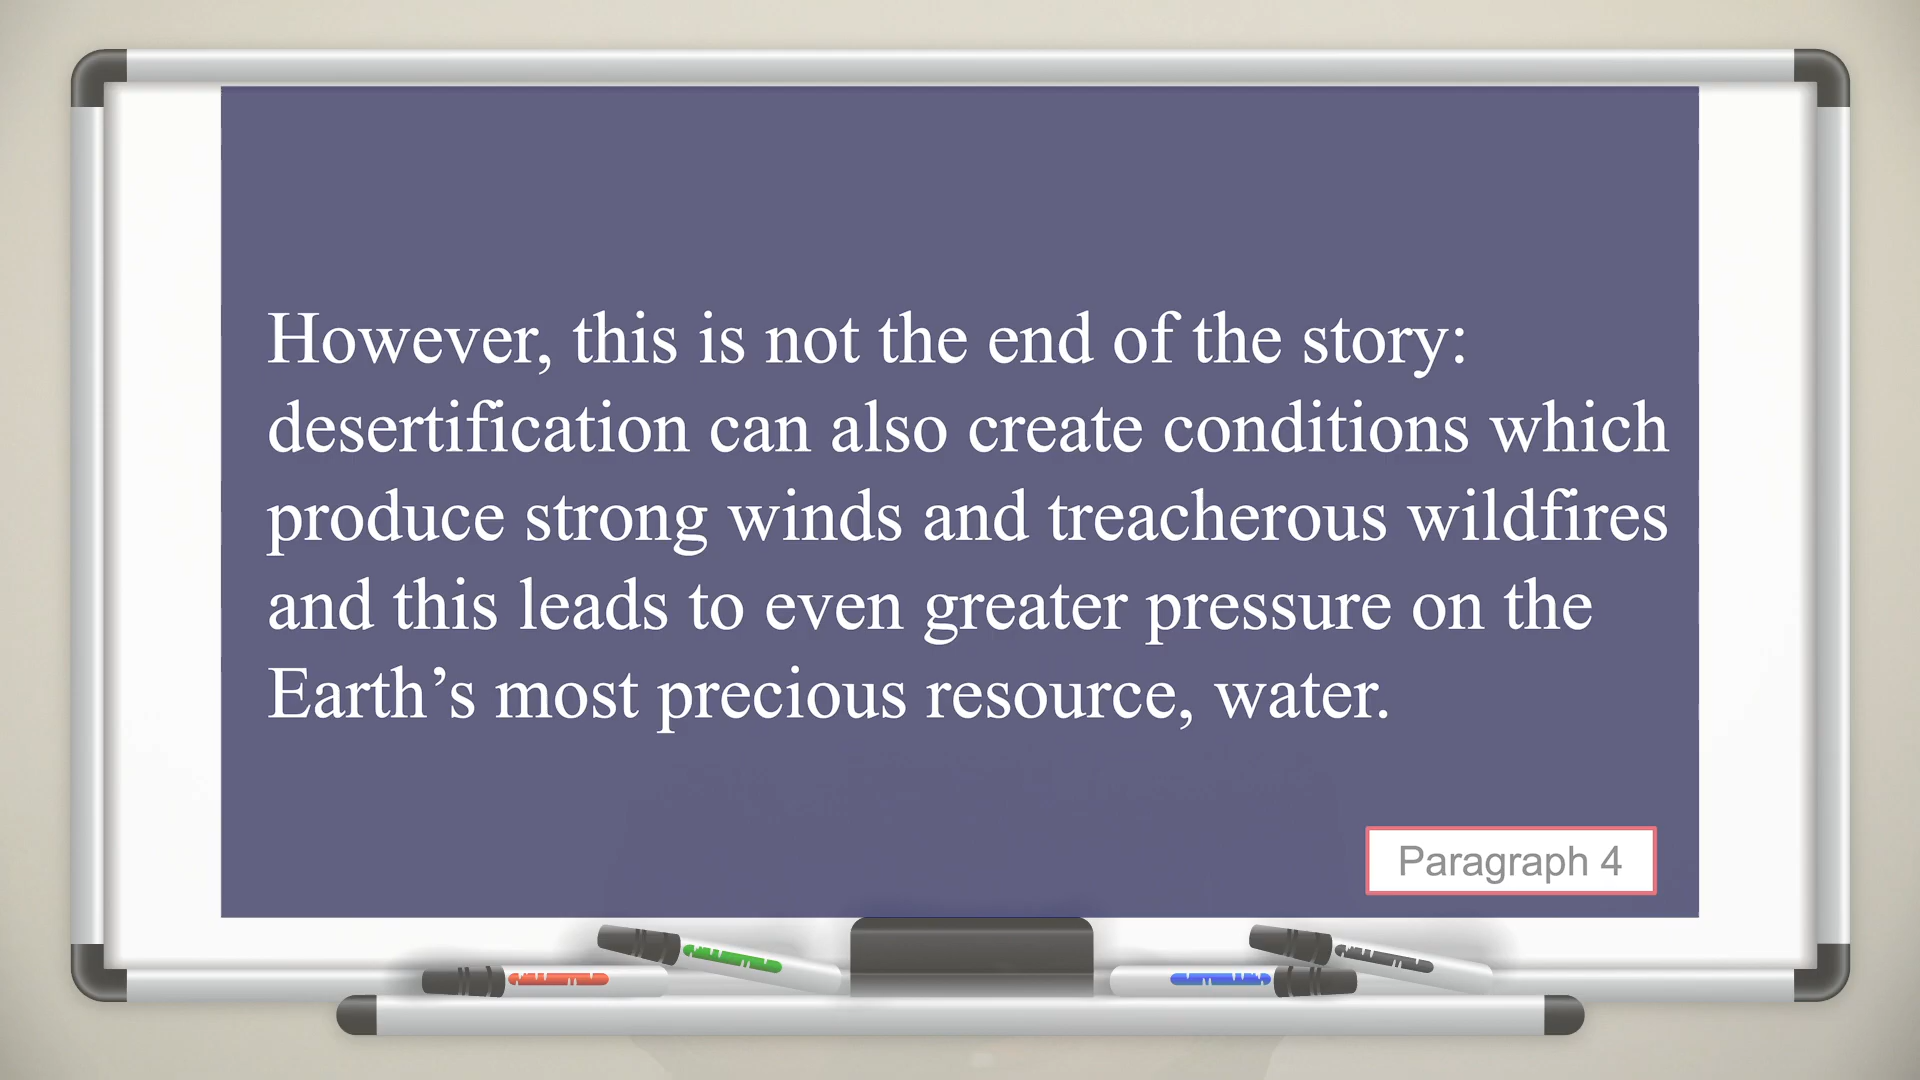 However, this is not the end of the story:
desertification can also create conditions which
produce strong winds and treacherous wildfires
and this leads to even greater pressure on the
Earth’s most precious resource, water.
Paragraph 4